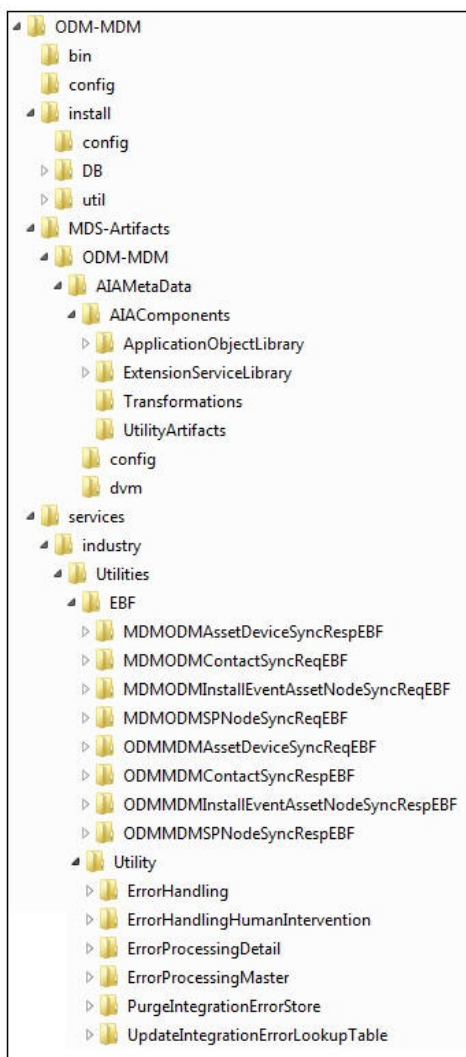 ODM-MDM
bin
config
install
config
DB
util
MDS-Artifacts
ODM-MDM
AIAMetaData
AIAComponents
ApplicationObjectLibrary
ExtensionServiceLibrary
Transformations
UtilityArtifacts
config
dvm
services
industry
Utilities
EBF
MDMODMAssetDeviceSyncRespEBF
MDMODMContactSyncReqEBF
MDMODMInstallEventAssetNodeSyncReqEBF
MDMODMSPNodeSyncReqEBF
ODMMDMAssetDeviceSyncReqEBF
ODMMDMContactSyncRespEBF
ODMMDMInstallEventAssetNodeSyncRespEBF
ODMMDMSPNodeSyncRespEBF
Utility
ErrorHandling
ErrorHandlingHumanIntervention
ErrorProcessingDetail
ErrorProcessingMaster
PurgeIntegrationErrorStore
UpdateIntegrationErrorLookupTable